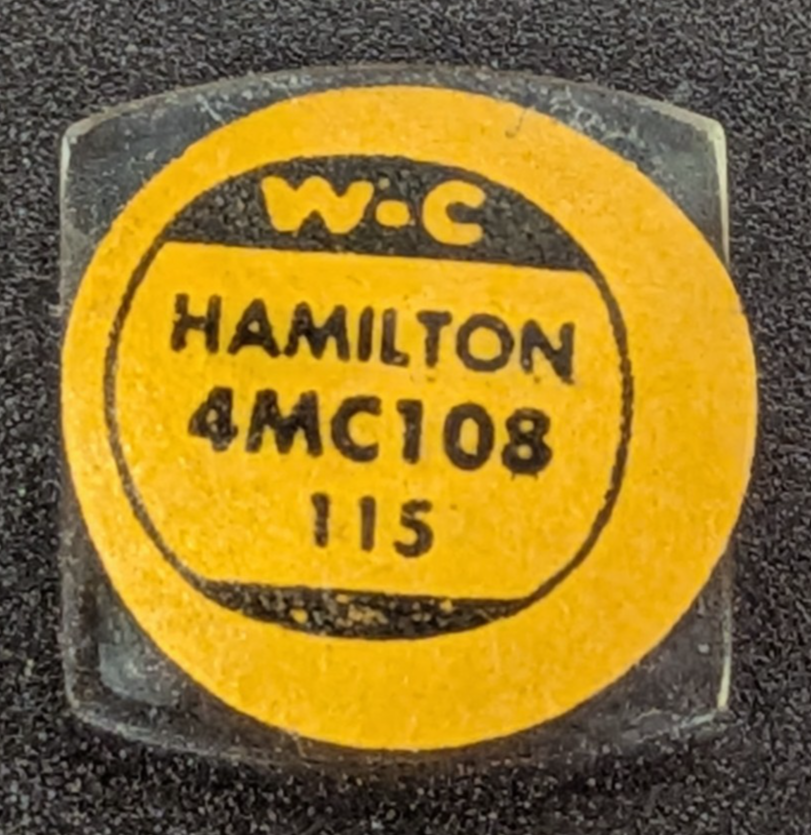 W-C
HAMILTON
4MC108
115